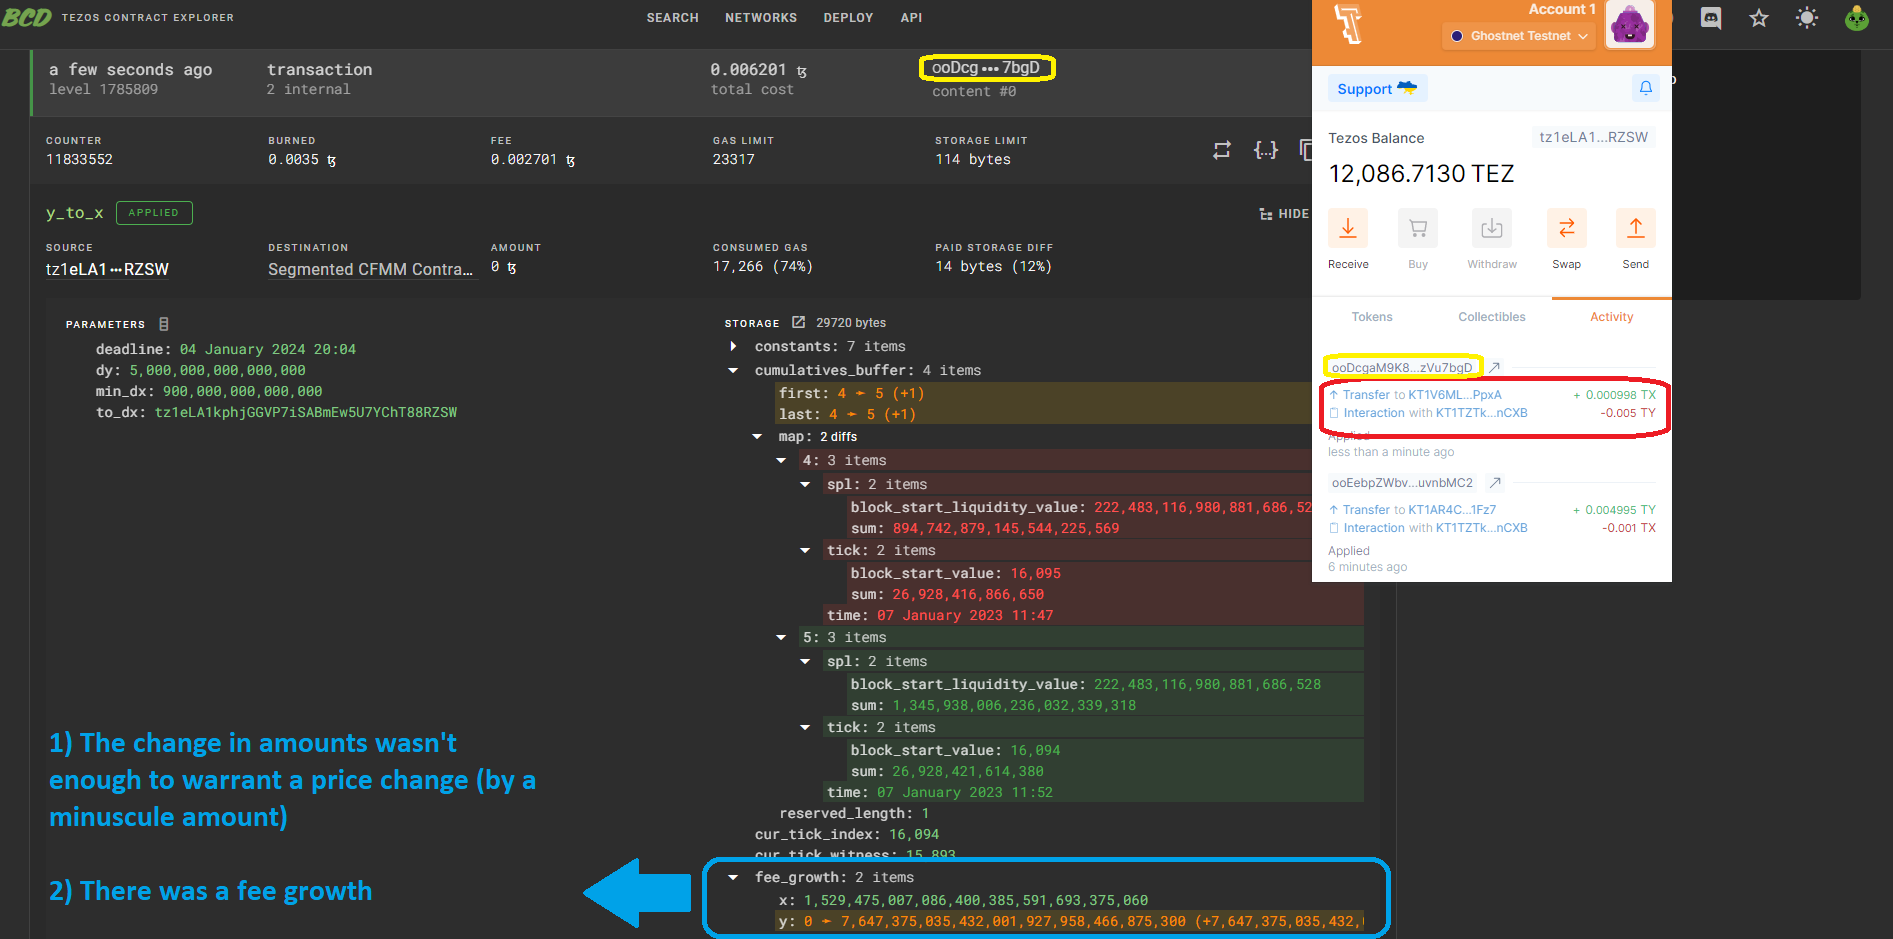 BCD TEZOS CONTRACT EXPLORER
SEARCH NETWORKS DEPLOY API
a few seconds ago transaction 0.006201 ꜩ ooDcg ••• 7bgD
level 1785809 2 internal total cost content #0
COUNTER BURNED FEE GAS LIMIT STORAGE LIMIT
11833552 0.0035 ꜩ 0.002701 ꜩ 23317 114 bytes
y_to_x APPLIED HIDE
SOURCE DESTINATION AMOUNT CONSUMED GAS PAID STORAGE DIFF
tz1eLA1•••RZSW Segmented CFMM Contra... 0 ꜩ 17,266 (74%) 14 bytes (12%)
PARAMETERS
deadline: 04 January 2024 20:04
dy: 5,000,000,000,000,000
min_dx: 900,000,000,000,000
to_dx: tz1eLA1kphjGGVP7iSABmEw5U7YChT88RZSW
STORAGE 29720 bytes
constants: 7 items
cumulatives_buffer: 4 items
first: 4 → 5 (+1)
last: 4 → 5 (+1)
map: 2 diffs
4: 3 items
spl: 2 items
block_start_liquidity_value: 222,483,116,980,881,686,52
sum: 894,742,879,145,544,225,569
tick: 2 items
block_start_value: 16,095
sum: 26,928,416,866,650
time: 07 January 2023 11:47
5: 3 items
spl: 2 items
block_start_liquidity_value: 222,483,116,980,881,686,528
sum: 1,345,938,006,236,032,339,318
tick: 2 items
block_start_value: 16,094
sum: 26,928,421,614,380
time: 07 January 2023 11:52
reserved_length: 1
cur_tick_index: 16,094
cur_tick_witness: 15,893
fee_growth: 2 items
x: 1,529,475,007,086,400,385,591,693,375,060
y: 0 → 7,647,375,035,432,001,927,958,466,875,300 (+7,647,375,035,432,
1) The change in amounts wasn't
enough to warrant a price change (by a
minuscule amount)
2) There was a fee growth
Account 1
Ghostnet Testnet
Support
Tezos Balance tz1eLA1...RZSW
12,086.7130 TEZ
Receive Buy Withdraw Swap Send
Tokens Collectibles Activity
ooDcgaM9K8...zVu7bgD
Transfer to KT1V6ML...PpxA + 0.000998 TX
Interaction with KT1TZTk...nCXB -0.005 TY
Applied
less than a minute ago
ooEebpZWbv...uvnbMC2
Transfer to KT1AR4C...1Fz7 + 0.004995 TY
Interaction with KT1TZTk...nCXB -0.001 TX
Applied
6 minutes ago